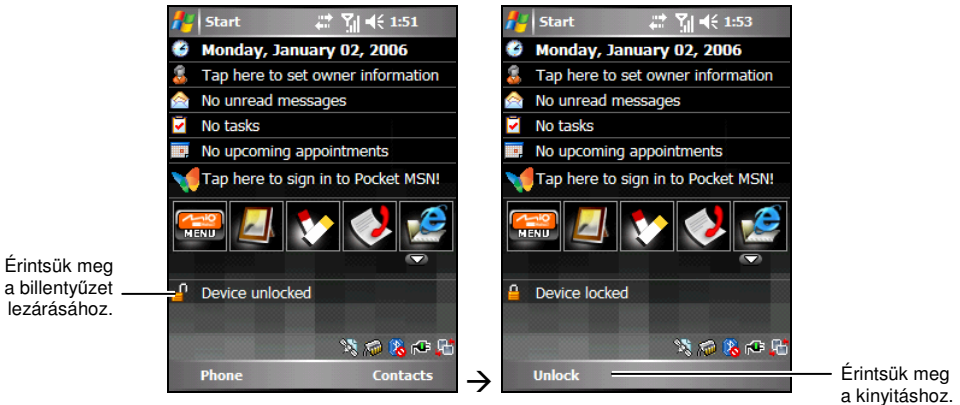 Start 1:51
Monday, January 02, 2006
Tap here to set owner information
No unread messages
No tasks
No upcoming appointments
Tap here to sign in to Pocket MSN!
Mio
MENU
Érintsük meg
a billentyűzet
lezárásához.
Device unlocked
Phone Contacts
→
Start 1:53
Monday, January 02, 2006
Tap here to set owner information
No unread messages
No tasks
No upcoming appointments
Tap here to sign in to Pocket MSN!
Mio
MENU
Device locked
Unlock
Érintsük meg
a kinyitáshoz.